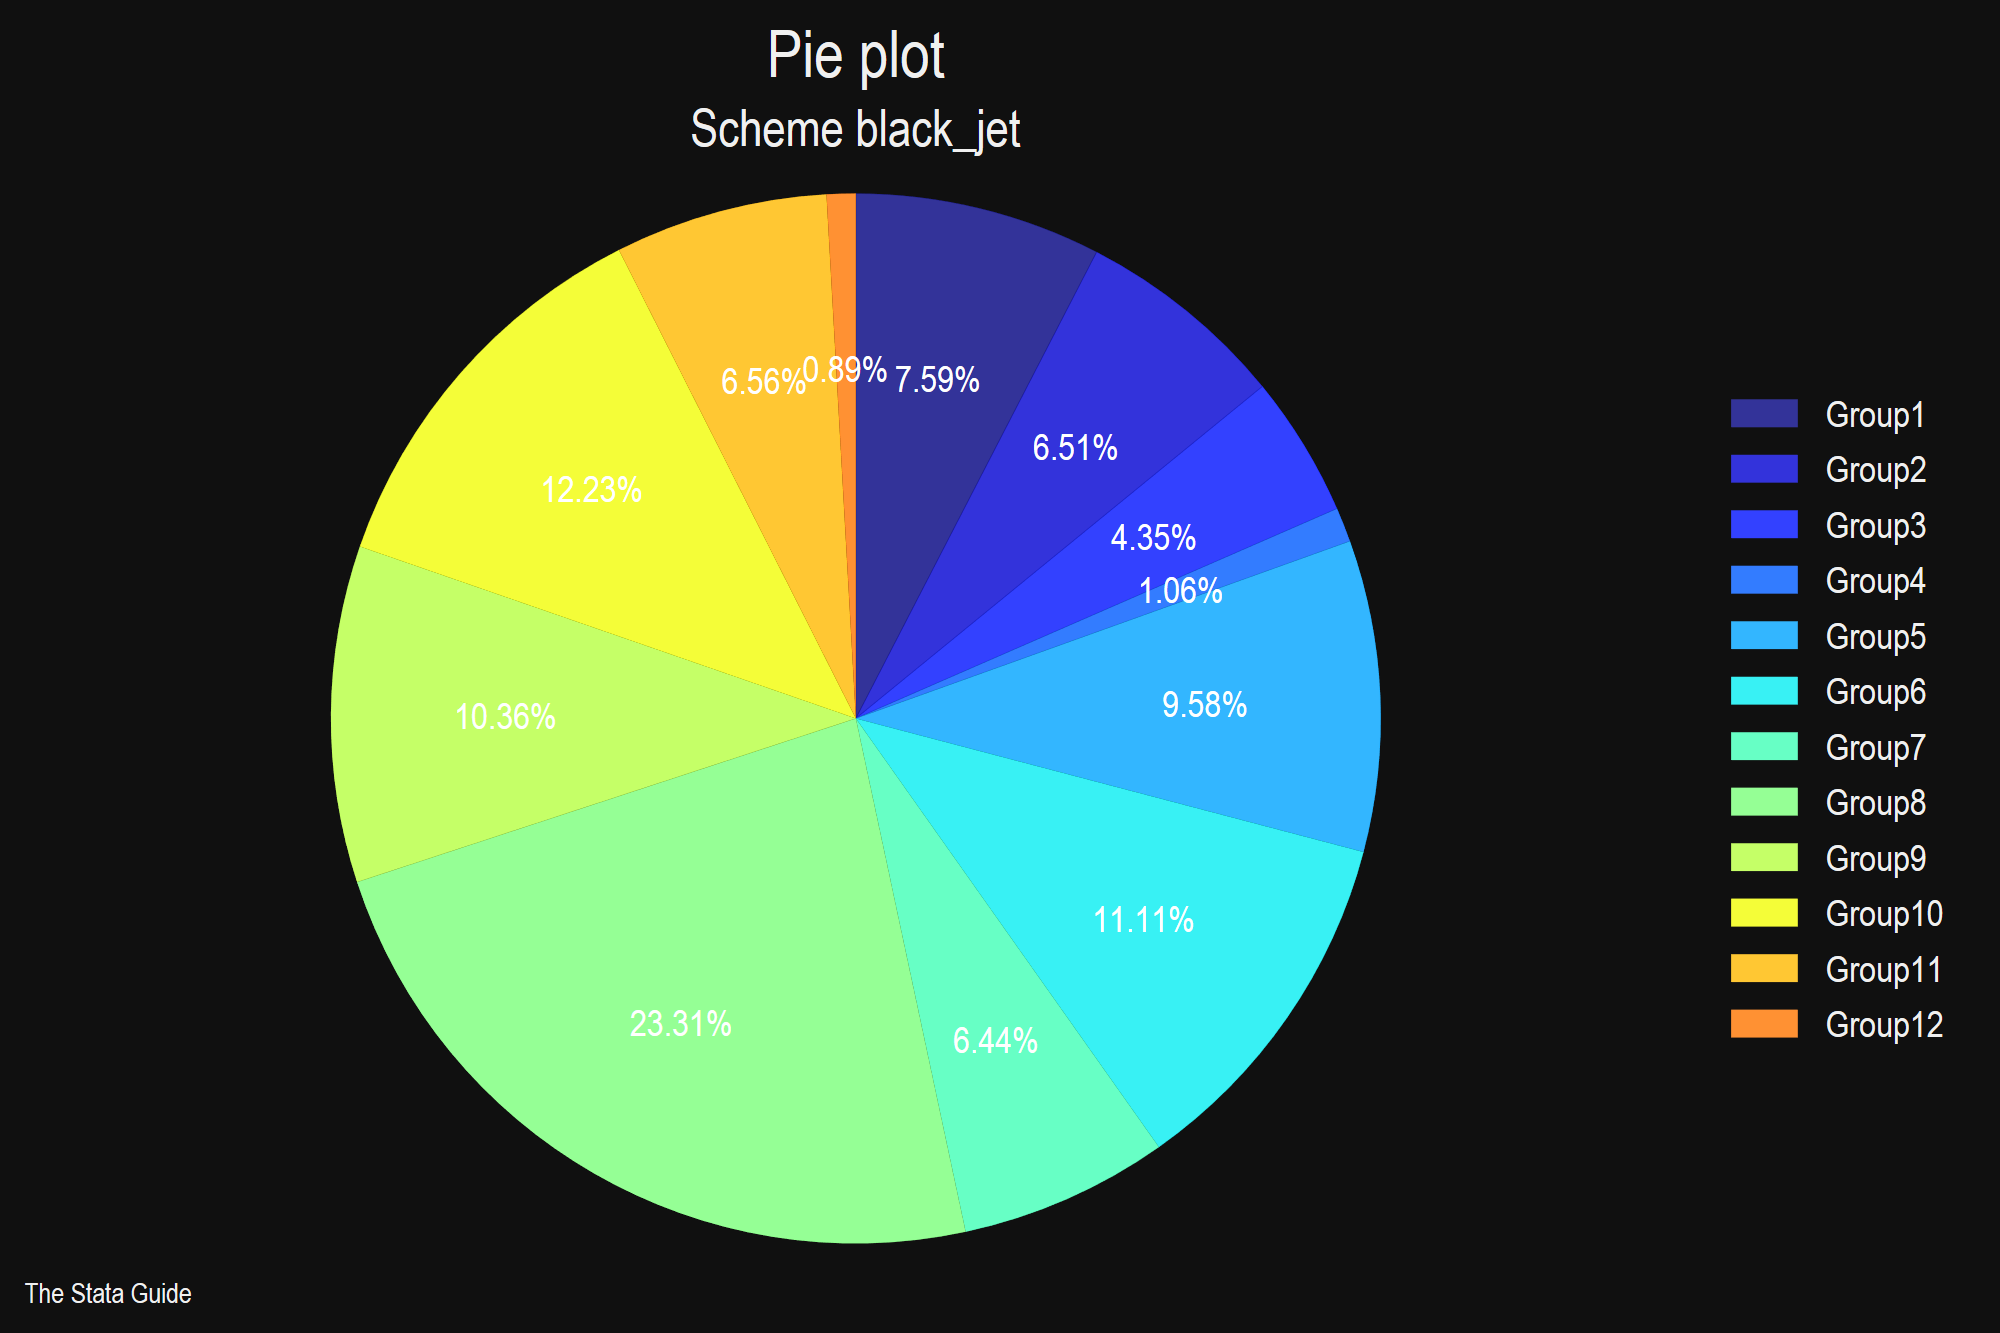 Pie plot
Scheme black_jet
7.59%
6.51%
4.35%
1.06%
9.58%
11.11%
6.44%
23.31%
10.36%
12.23%
6.56%
0.89%
Group1
Group2
Group3
Group4
Group5
Group6
Group7
Group8
Group9
Group10
Group11
Group12
The Stata Guide